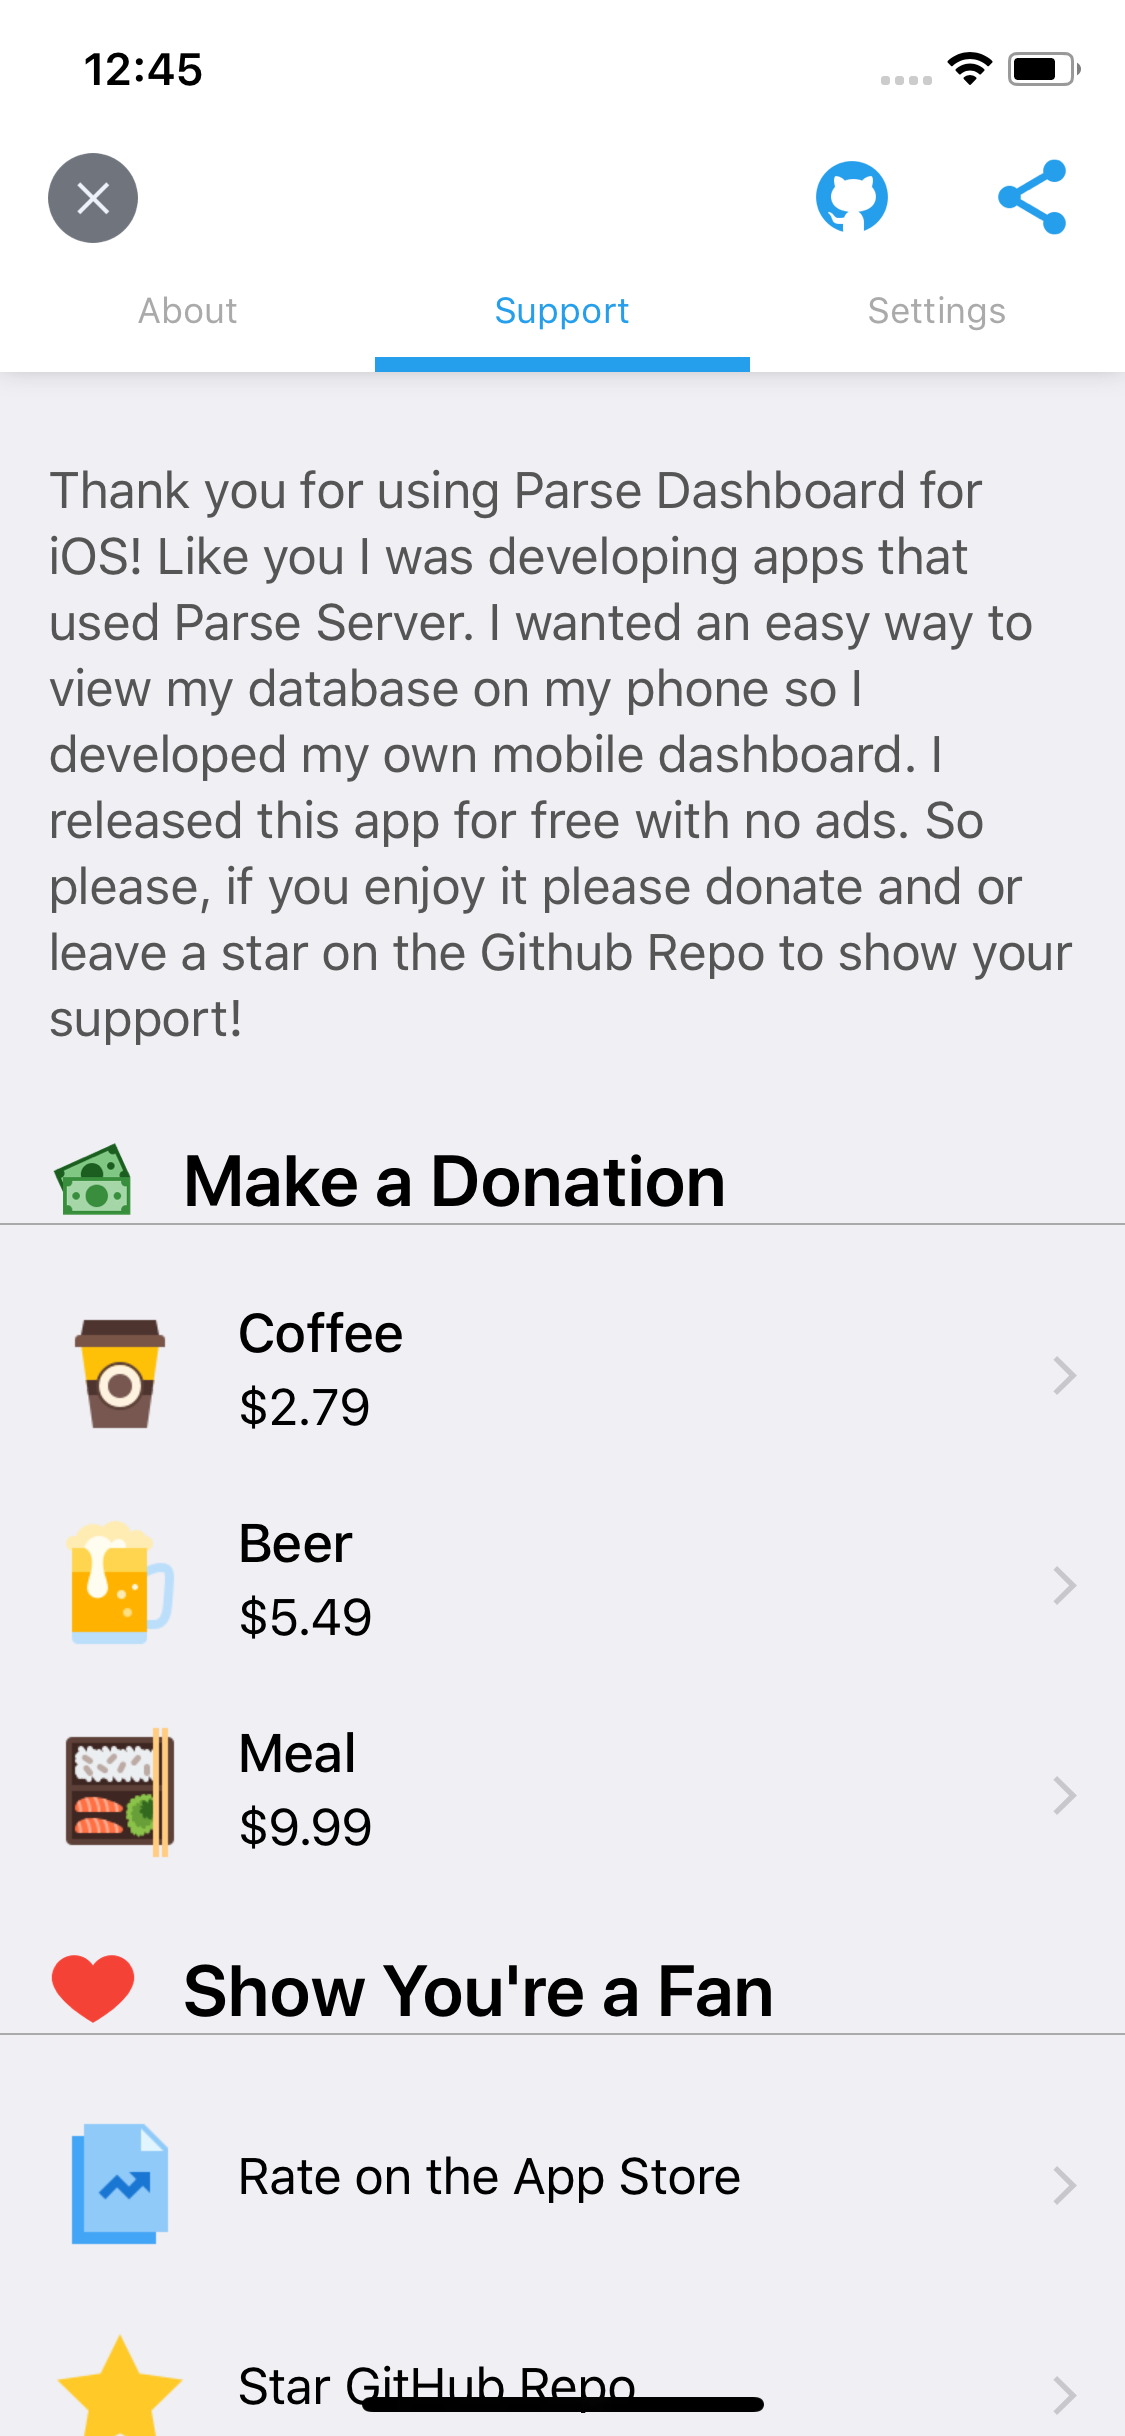 12:45
About
Support
Settings
Thank you for using Parse Dashboard for
iOS! Like you I was developing apps that
used Parse Server. I wanted an easy way to
view my database on my phone so I
developed my own mobile dashboard. I
released this app for free with no ads. So
please, if you enjoy it please donate and or
leave a star on the Github Repo to show your
support!
Make a Donation
Coffee
$2.79
Beer
$5.49
Meal
$9.99
Show You're a Fan
Rate on the App Store
Star GitHub Repo